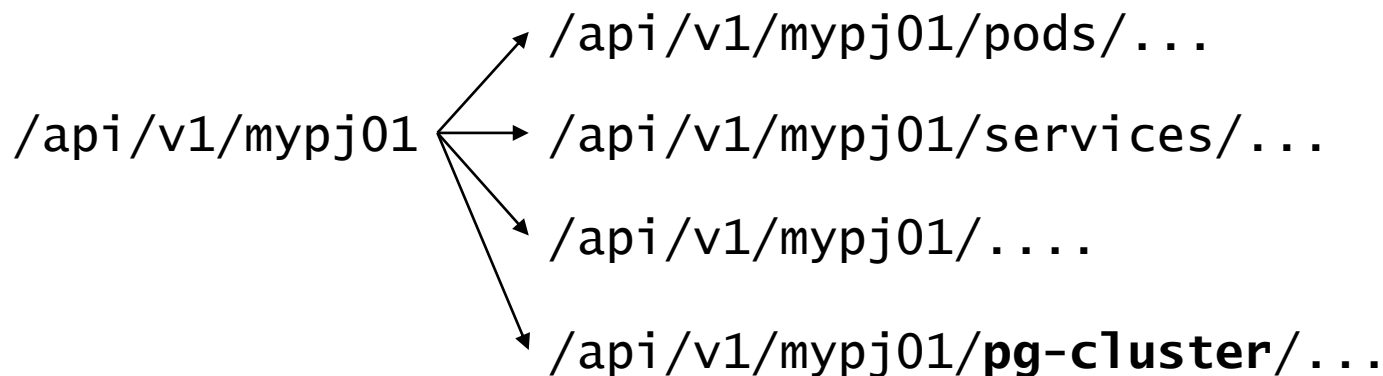 /api/v1/mypj01/pods/...
/api/v1/mypj01
/api/v1/mypj01/services/...
/api/v1/mypj01/....
/api/v1/mypj01/pg-cluster/...